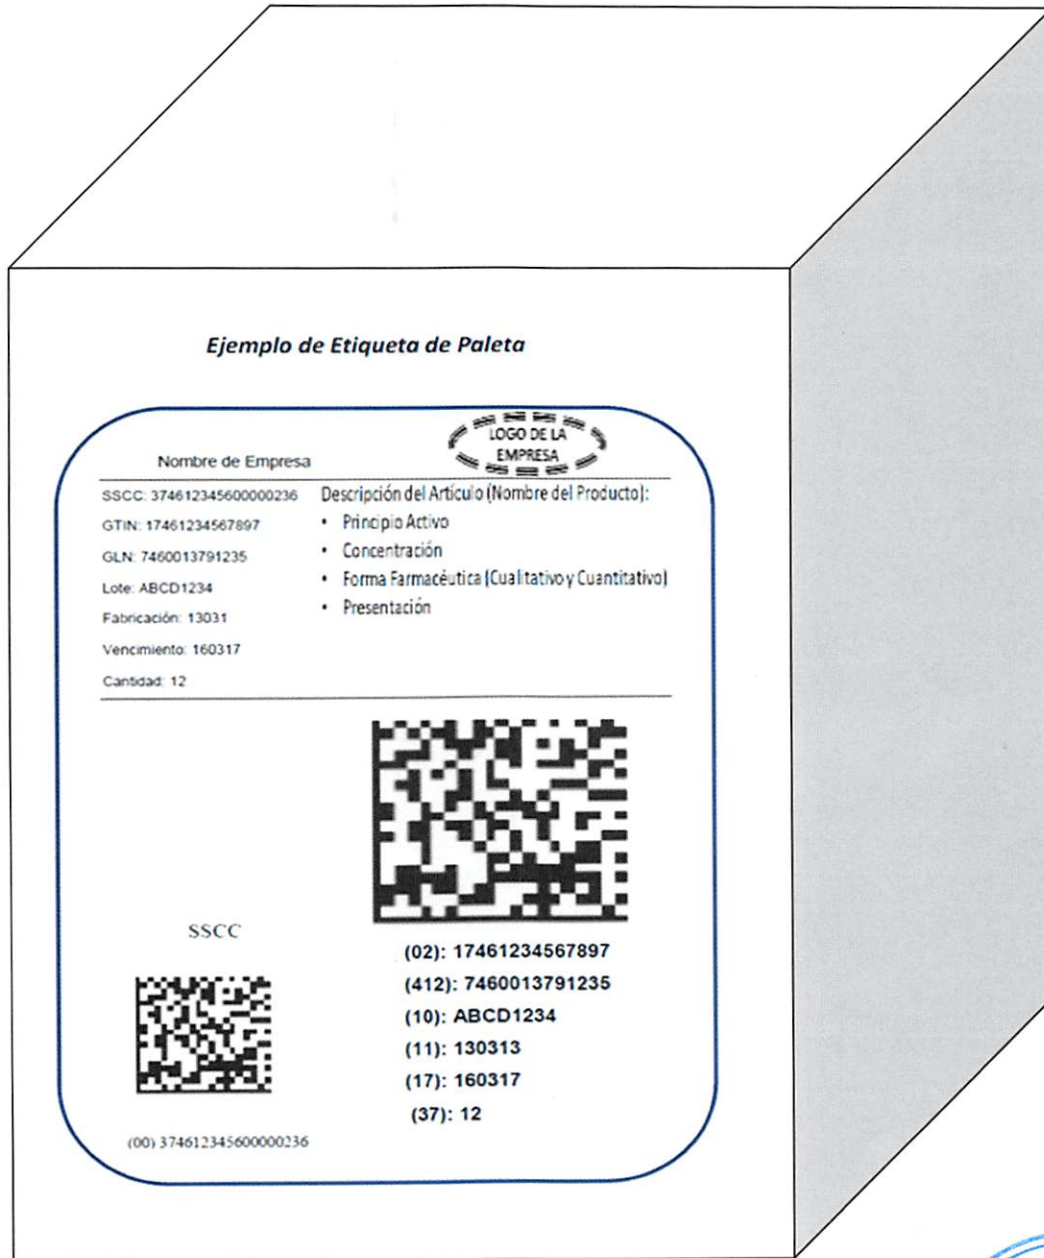 Ejemplo de Etiqueta de Paleta
LOGO DE LA
EMPRESA
Nombre de Empresa
SSCC: 374612345600000236
GTIN: 17461234567897
GLN: 7460013791235
Lote: ABCD1234
Fabricación: 13031
Vencimiento: 160317
Cantidad: 12
Descripción del Artículo (Nombre del Producto):
• Principio Activo
• Concentración
• Forma Farmacéutica (Cualitativo y Cuantitativo)
• Presentación
SSCC
(00) 374612345600000236
(02): 17461234567897
(412): 7460013791235
(10): ABCD1234
(11): 130313
(17): 160317
(37): 12